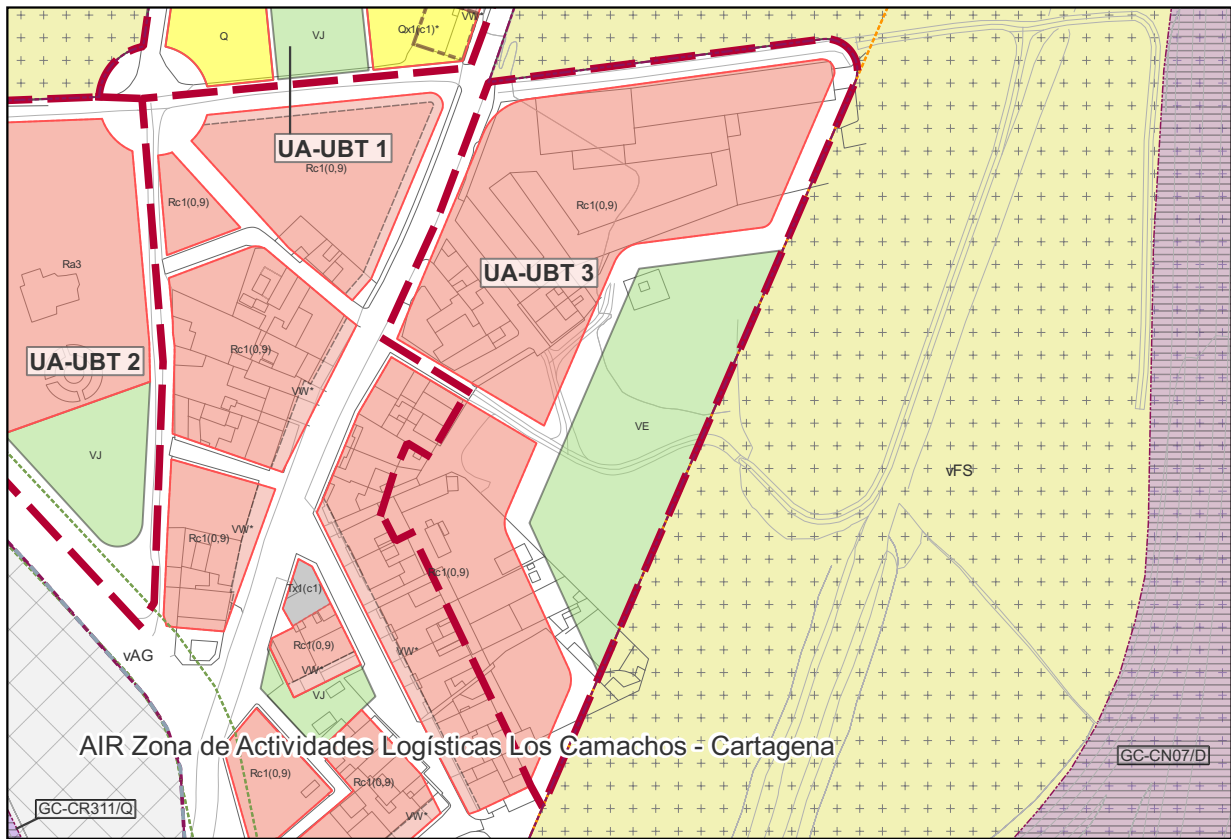 Q
VJ
Qx1(c1)*
VW*
UA-UBT 1
Rc1(0,9)
Rc1(0,9)
Rc1(0,9)
Ra3
UA-UBT 3
UA-UBT 2
Rc1(0,9)
VW*
VJ
VE
vFS
Rc1(0,9)
VW*
Rc1(0,9)
Tx1(c1)
Rc1(0,9)
vAG
VW*
VW*
VJ
AIR Zona de Actividades Logísticas Los Camachos - Cartagena
GC-CN07/D
Rc1(0,9)
Rc1(0,9)
GC-CR311/Q
VW*